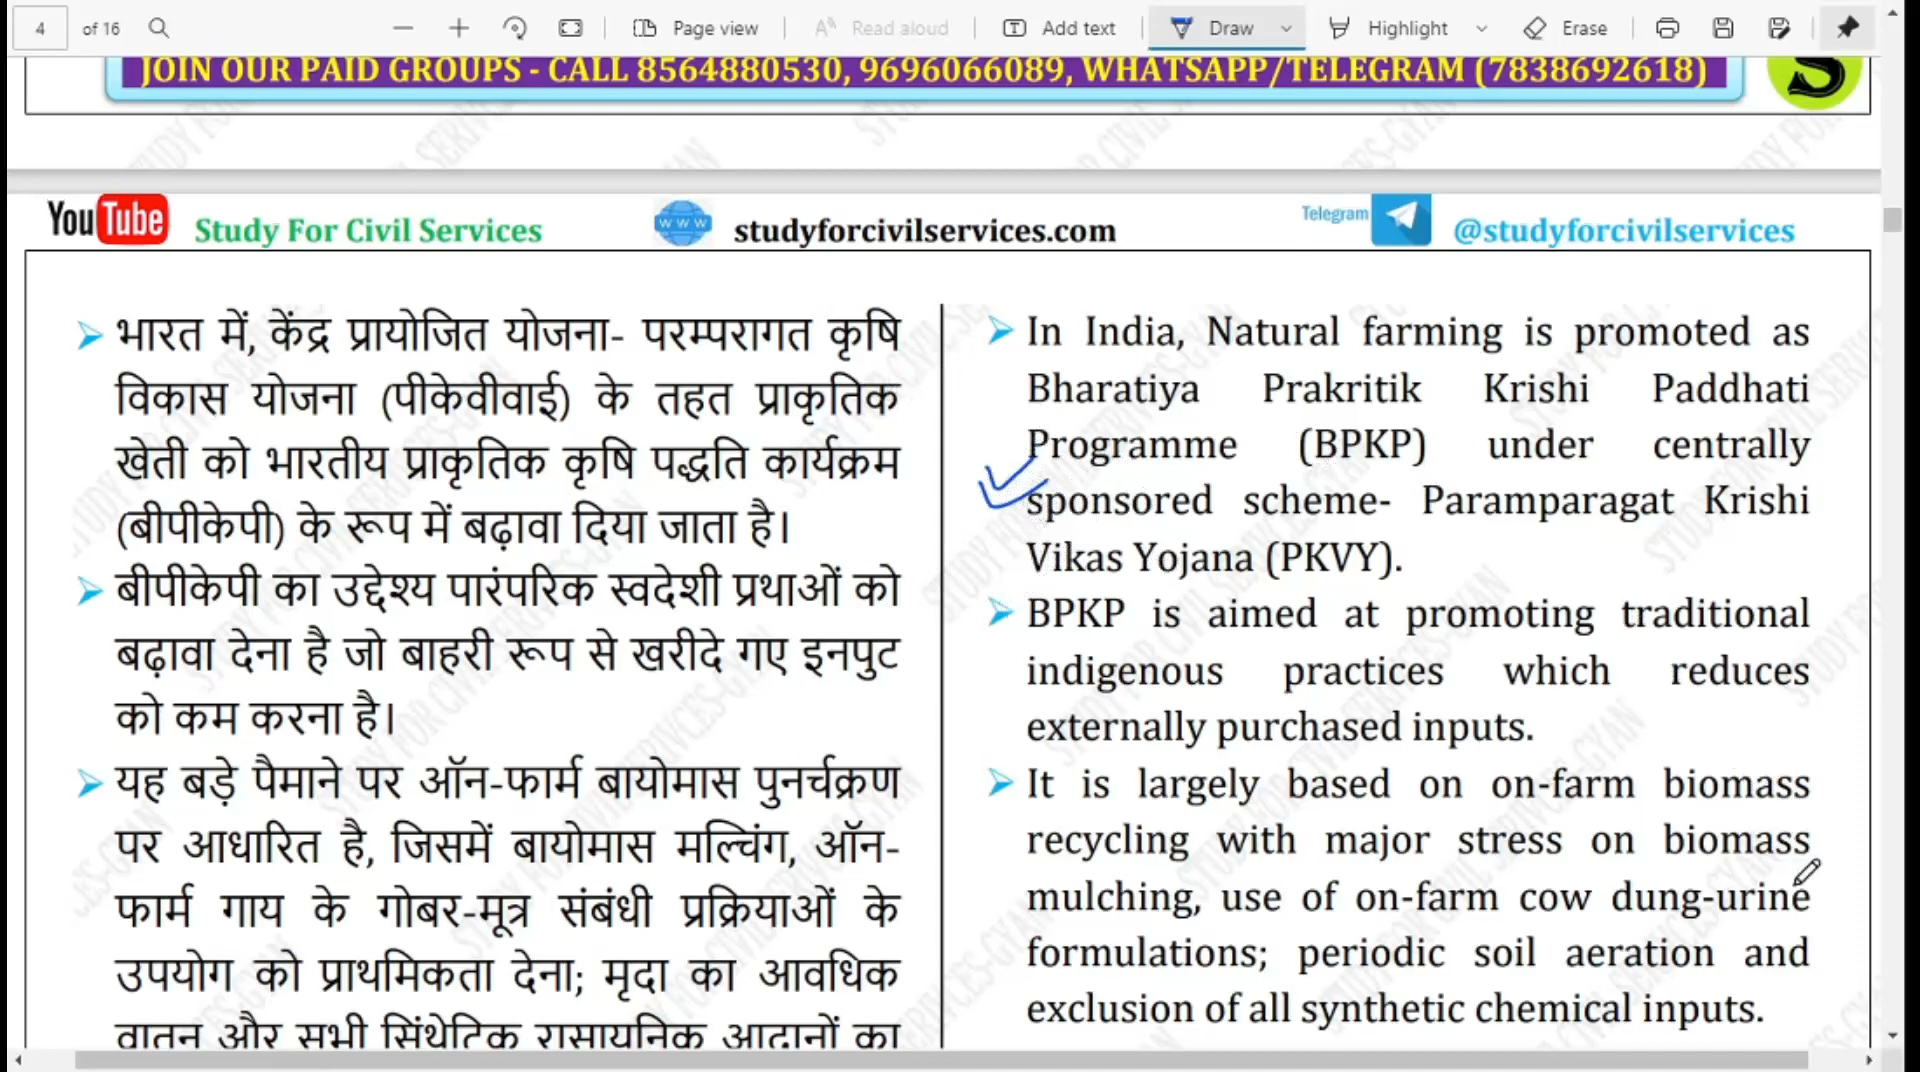 4 of 16 Page view Read aloud Add text Draw Highlight Erase
JOIN OUR PAID GROUPS - CALL 8564880530, 9696066089, WHATSAPP/TELEGRAM (7838692618)
S
YouTube Study For Civil Services www studyforcivilservices.com Telegram @studyforcivilservices
भारत में, केंद्र प्रायोजित योजना- परम्परागत कृषि
विकास योजना (पीकेवीवाई) के तहत प्राकृतिक
खेती को भारतीय प्राकृतिक कृषि पद्धति कार्यक्रम
(बीपीकेपी) के रूप में बढ़ावा दिया जाता है।
बीपीकेपी का उद्देश्य पारंपरिक स्वदेशी प्रथाओं को
बढ़ावा देना है जो बाहरी रूप से खरीदे गए इनपुट
को कम करना है।
यह बड़े पैमाने पर ऑन-फार्म बायोमास पुनर्चक्रण
पर आधारित है, जिसमें बायोमास मल्चिंग, ऑन-
फार्म गाय के गोबर-मूत्र संबंधी प्रक्रियाओं के
उपयोग को प्राथमिकता देना; मृदा का आवधिक
वातन और सभी सिंथेटिक रासायनिक आदानों का
In India, Natural farming is promoted as
Bharatiya Prakritik Krishi Paddhati
Programme (BPKP) under centrally
sponsored scheme- Paramparagat Krishi
Vikas Yojana (PKVY).
BPKP is aimed at promoting traditional
indigenous practices which reduces
externally purchased inputs.
It is largely based on on-farm biomass
recycling with major stress on biomass
mulching, use of on-farm cow dung-urine
formulations; periodic soil aeration and
exclusion of all synthetic chemical inputs.